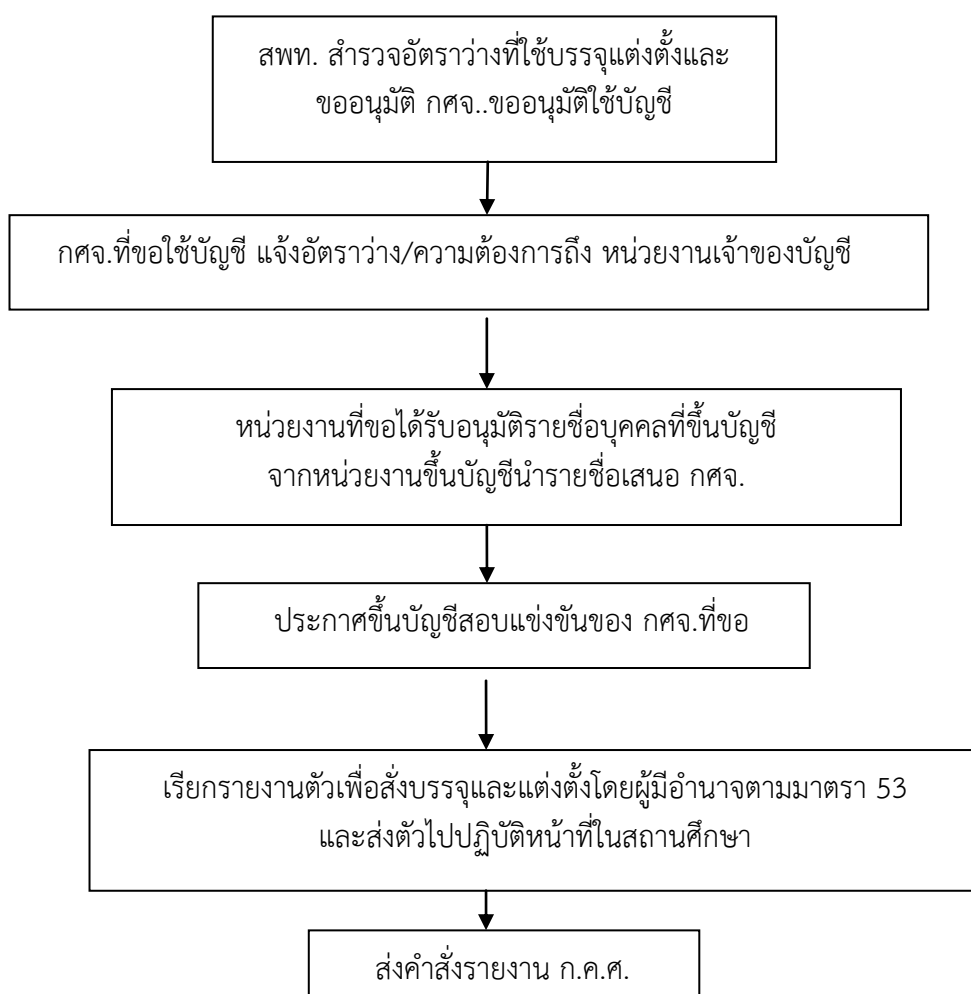 สพท. สำรวจอัตราว่างที่ใช้บรรจุแต่งตั้งและ
ขออนุมัติ กศจ..ขออนุมัติใช้บัญชี
กศจ.ที่ขอใช้บัญชี แจ้งอัตราว่าง/ความต้องการถึง หน่วยงานเจ้าของบัญชี
หน่วยงานที่ขอได้รับอนุมัติรายชื่อบุคคลที่ขึ้นบัญชี
จากหน่วยงานขึ้นบัญชีนำรายชื่อเสนอ กศจ.
ประกาศขึ้นบัญชีสอบแข่งขันของ กศจ.ที่ขอ
เรียกรายงานตัวเพื่อสั่งบรรจุและแต่งตั้งโดยผู้มีอำนาจตามมาตรา 53
และส่งตัวไปปฏิบัติหน้าที่ในสถานศึกษา
ส่งคำสั่งรายงาน ก.ค.ศ.